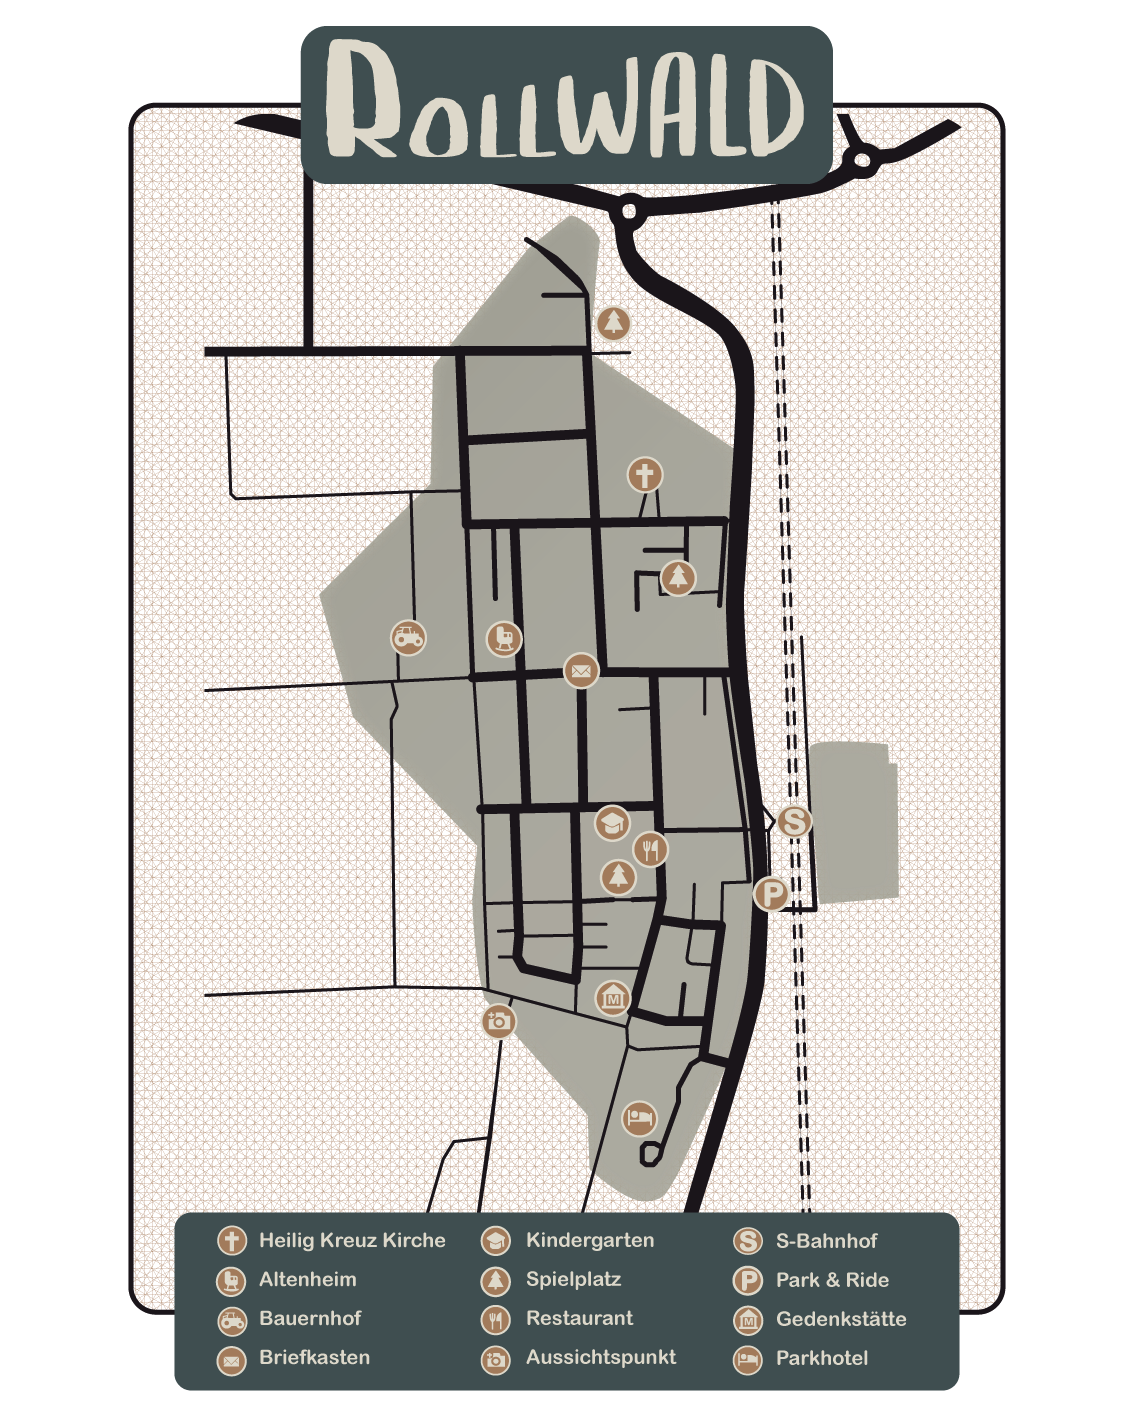 ROLLWALD
S
P
M
Heilig Kreuz Kirche
Altenheim
Bauernhof
Briefkasten
Kindergarten
Spielplatz
Restaurant
Aussichtspunkt
S S-Bahnhof
P Park & Ride
M Gedenkstätte
Parkhotel